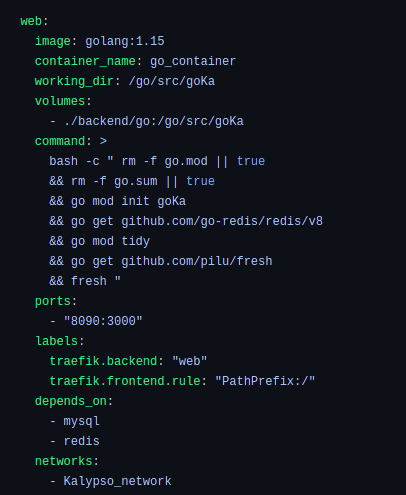 web:
  image: golang:1.15
  container_name: go_container
  working_dir: /go/src/goKa
  volumes:
    - ./backend/go:/go/src/goKa
  command: >
    bash -c " rm -f go.mod || true
    && rm -f go.sum || true
    && go mod init goKa
    && go get github.com/go-redis/redis/v8
    && go mod tidy
    && go get github.com/pilu/fresh
    && fresh "
  ports:
    - "8090:3000"
  labels:
    traefik.backend: "web"
    traefik.frontend.rule: "PathPrefix:/"
  depends_on:
    - mysql
    - redis
  networks:
    - Kalypso_network